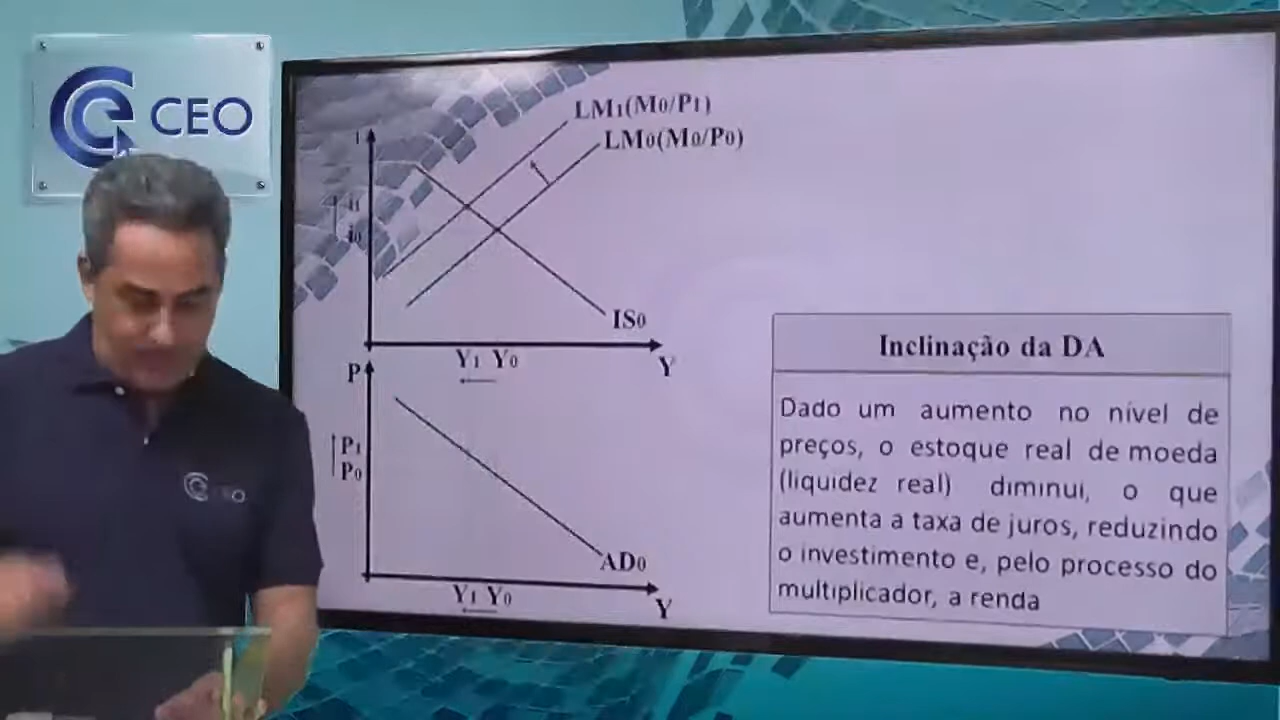 CEO
LM1(M0/P1)
LM0(M0/P0)
i
i1
i0
IS0
Y1 Y0
Y
P
P1
P0
AD0
Y1 Y0
Y
Inclinação da DA
Dado um aumento no nível de
preços, o estoque real de moeda
(liquidez real) diminui, o que
aumenta a taxa de juros, reduzindo
o investimento e, pelo processo do
multiplicador, a renda
CEO